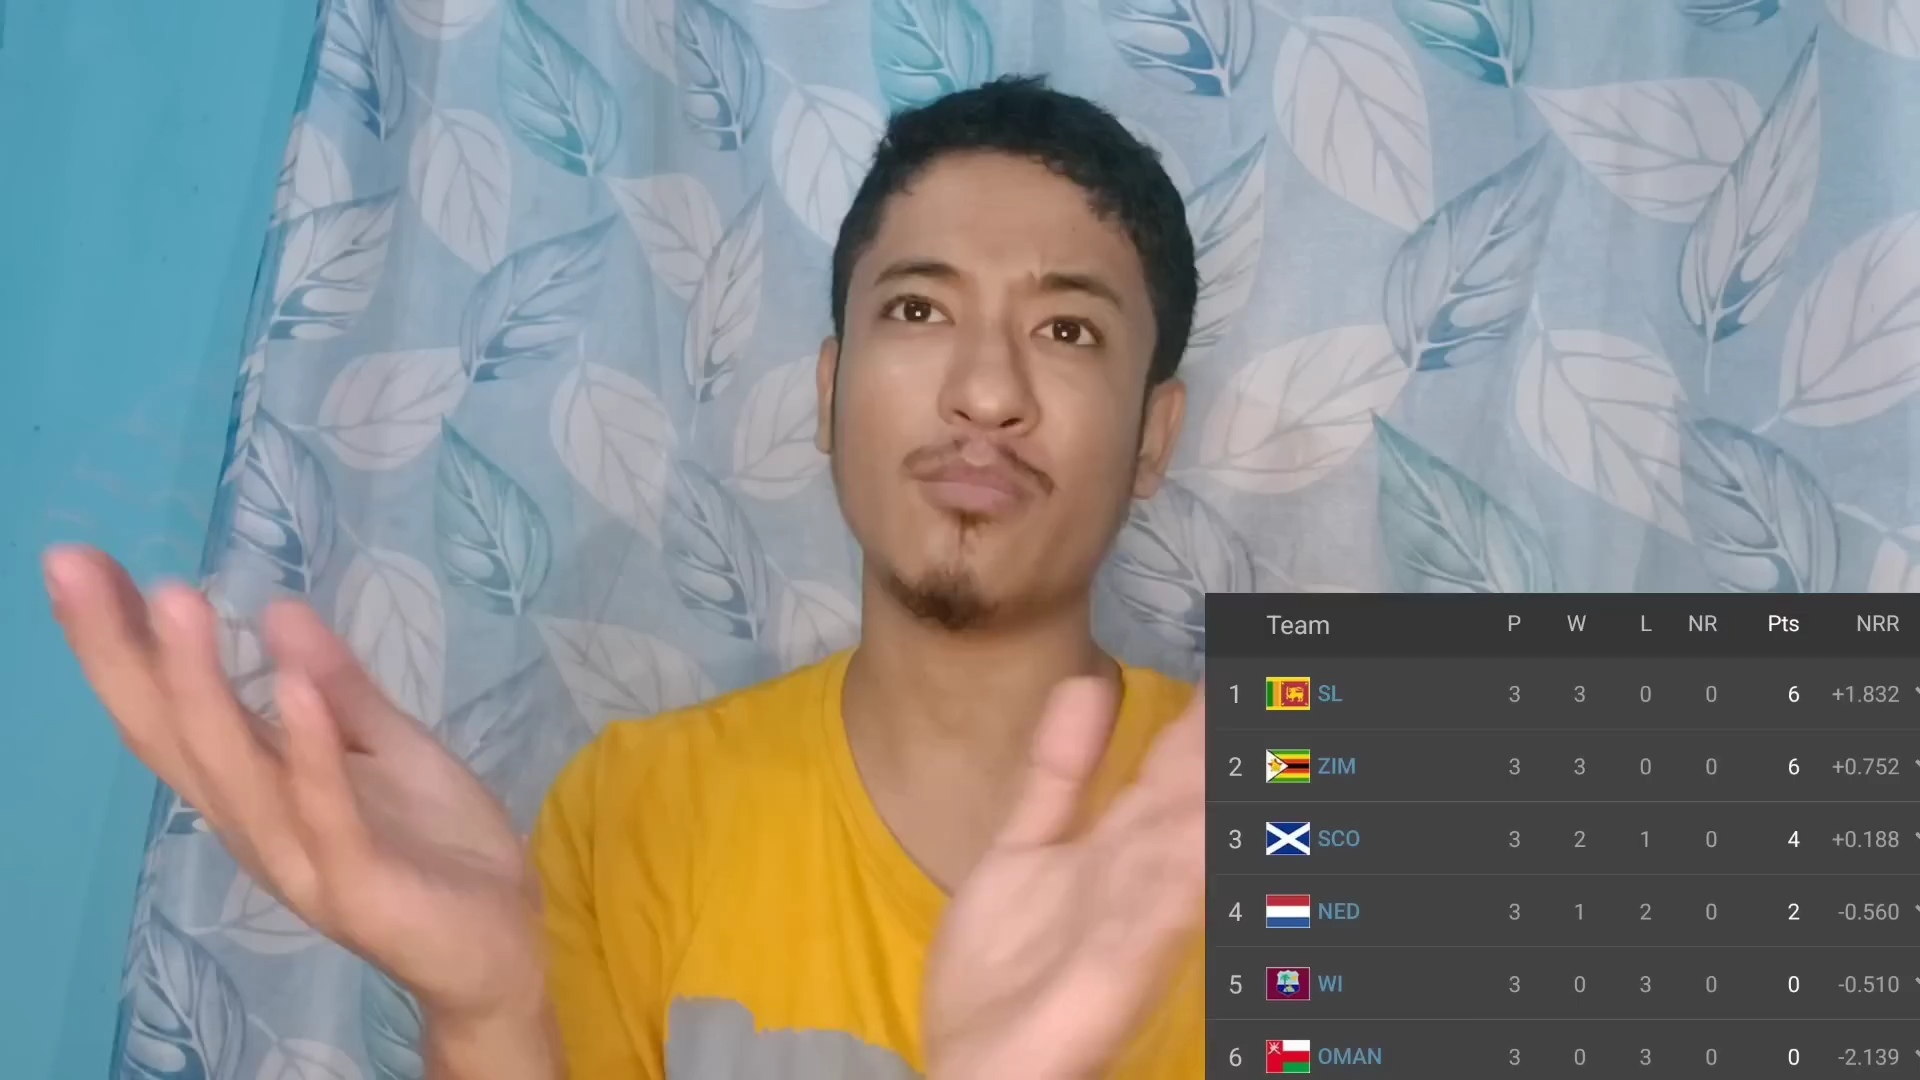 Team P W L NR Pts NRR
1 SL 3 3 0 0 6 +1.832
2 ZIM 3 3 0 0 6 +0.752
3 SCO 3 2 1 0 4 +0.188
4 NED 3 1 2 0 2 -0.560
5 WI 3 0 3 0 0 -0.510
6 OMAN 3 0 3 0 0 -2.139